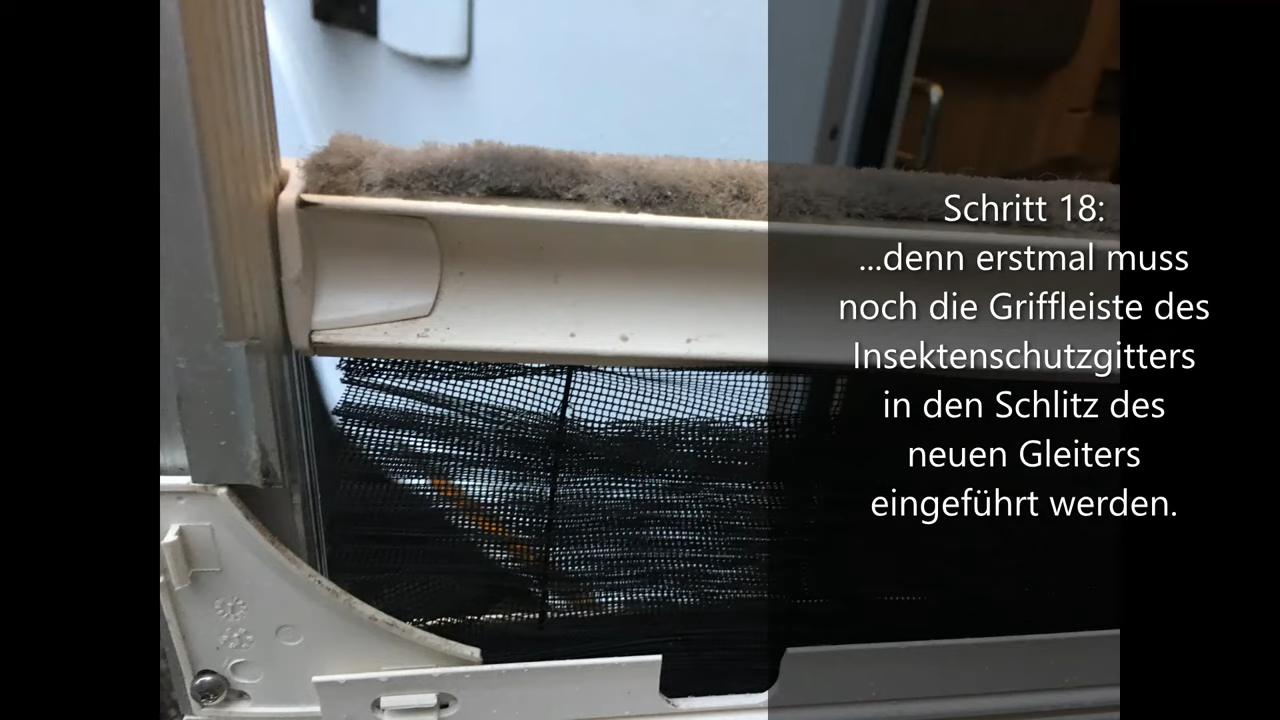 Schritt 18:
...denn erstmal muss
noch die Griffleiste des
Insektenschutzgitters
in den Schlitz des
neuen Gleiters
eingeführt werden.